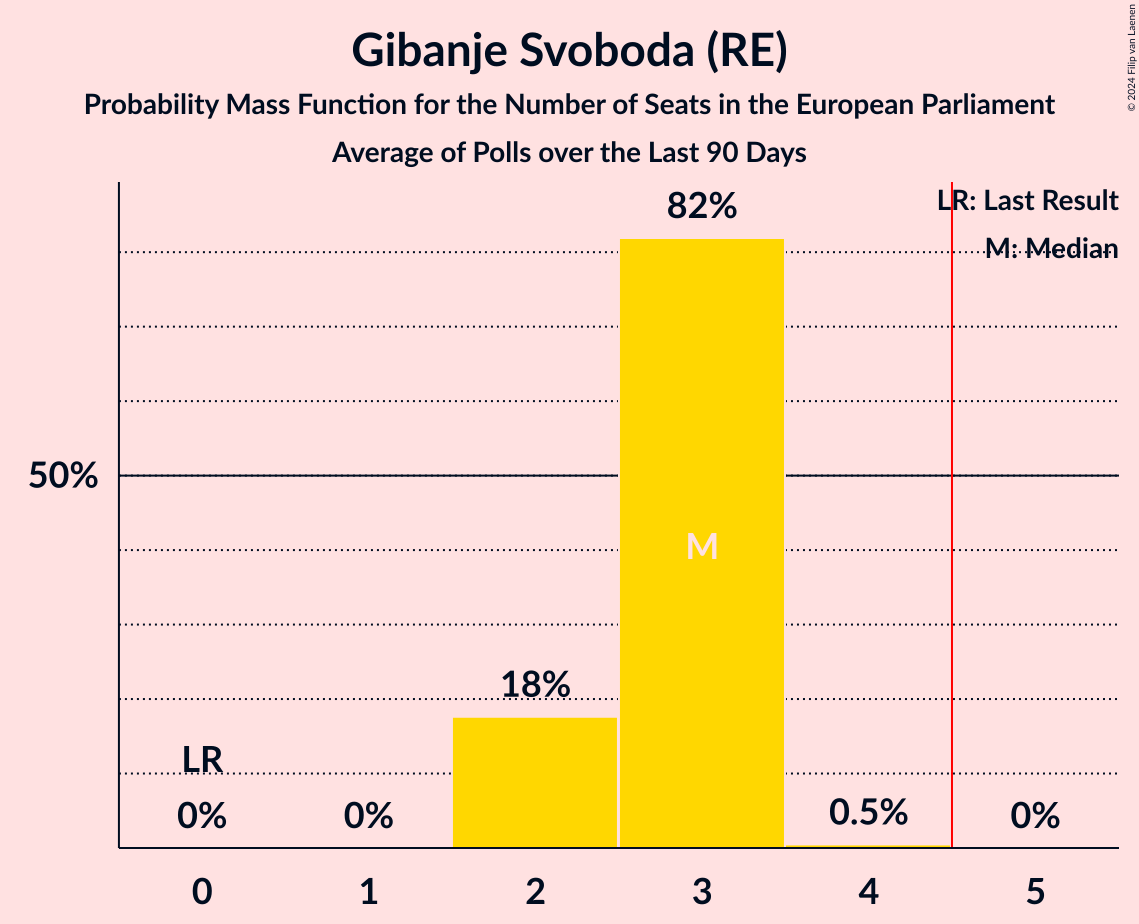 Gibanje Svoboda (RE)
Probability Mass Function for the Number of Seats in the European Parliament
Average of Polls over the Last 90 Days
© 2024 Filip van Laenen
LR: Last Result
M: Median
82%
50%
M
18%
LR
0%
0%
0.5%
0%
0
1
2
3
4
5